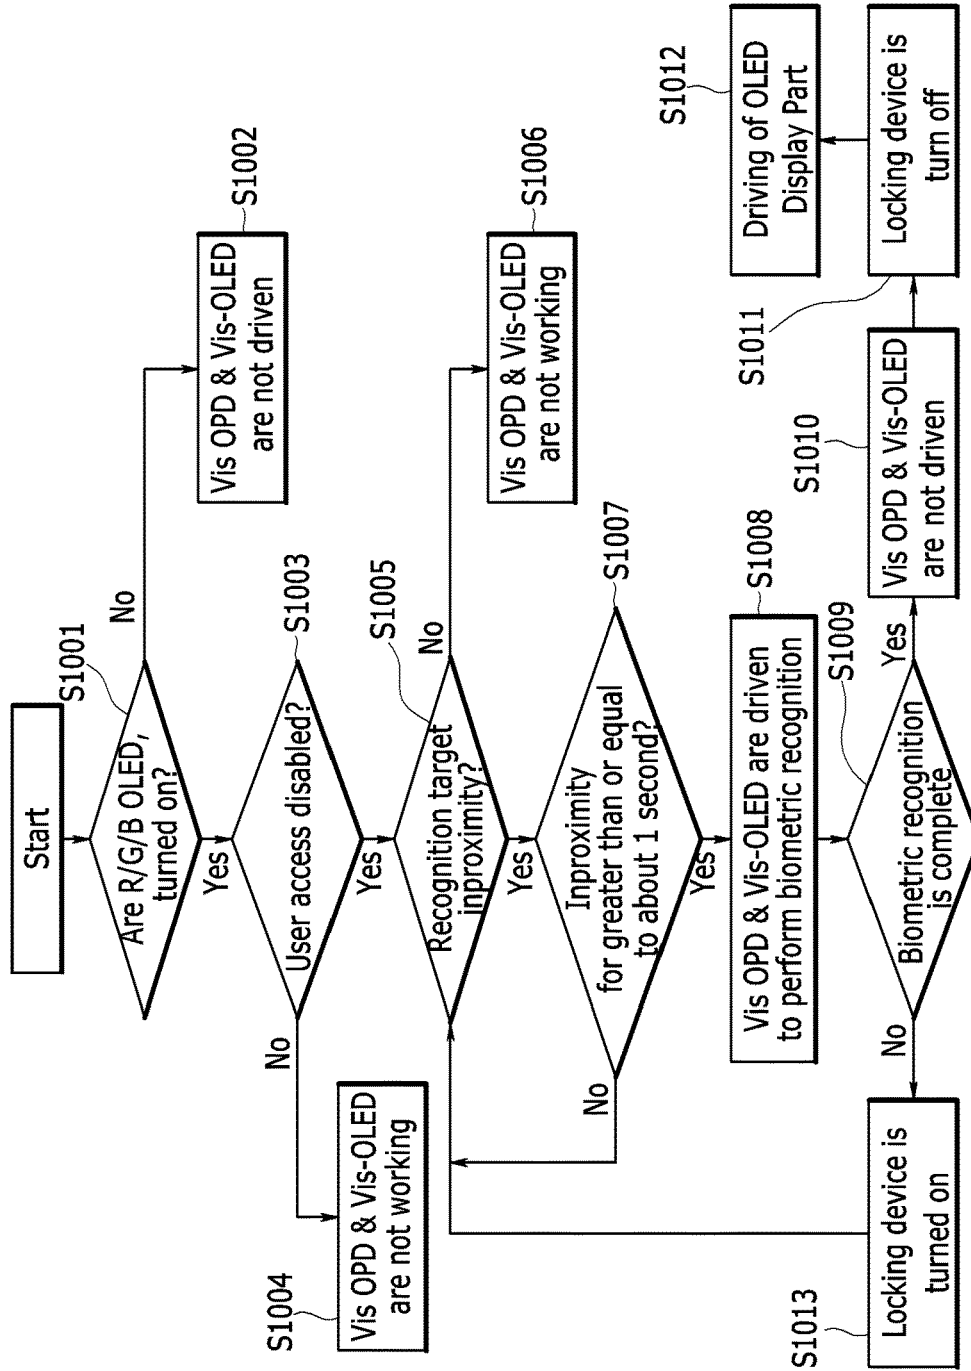 Start
S1001
Are R/G/B OLED,
turned on?
No
S1002
Vis OPD & Vis-OLED
are not driven
Yes
S1003
User access disabled?
No
S1004
Vis OPD & Vis-OLED
are not working
Yes
S1005
Recognition target
inproximity?
No
S1006
Vis OPD & Vis-OLED
are not working
Yes
S1007
Inproximity
for greater than or equal
to about 1 second?
No
Yes
S1008
Vis OPD & Vis-OLED are driven
to perform biometric recognition
S1009
Biometric recognition
is complete
Yes
S1010
Vis OPD & Vis-OLED
are not driven
S1011
Locking device is
turn off
S1012
Driving of OLED
Display Part
No
S1013
Locking device is
turned on